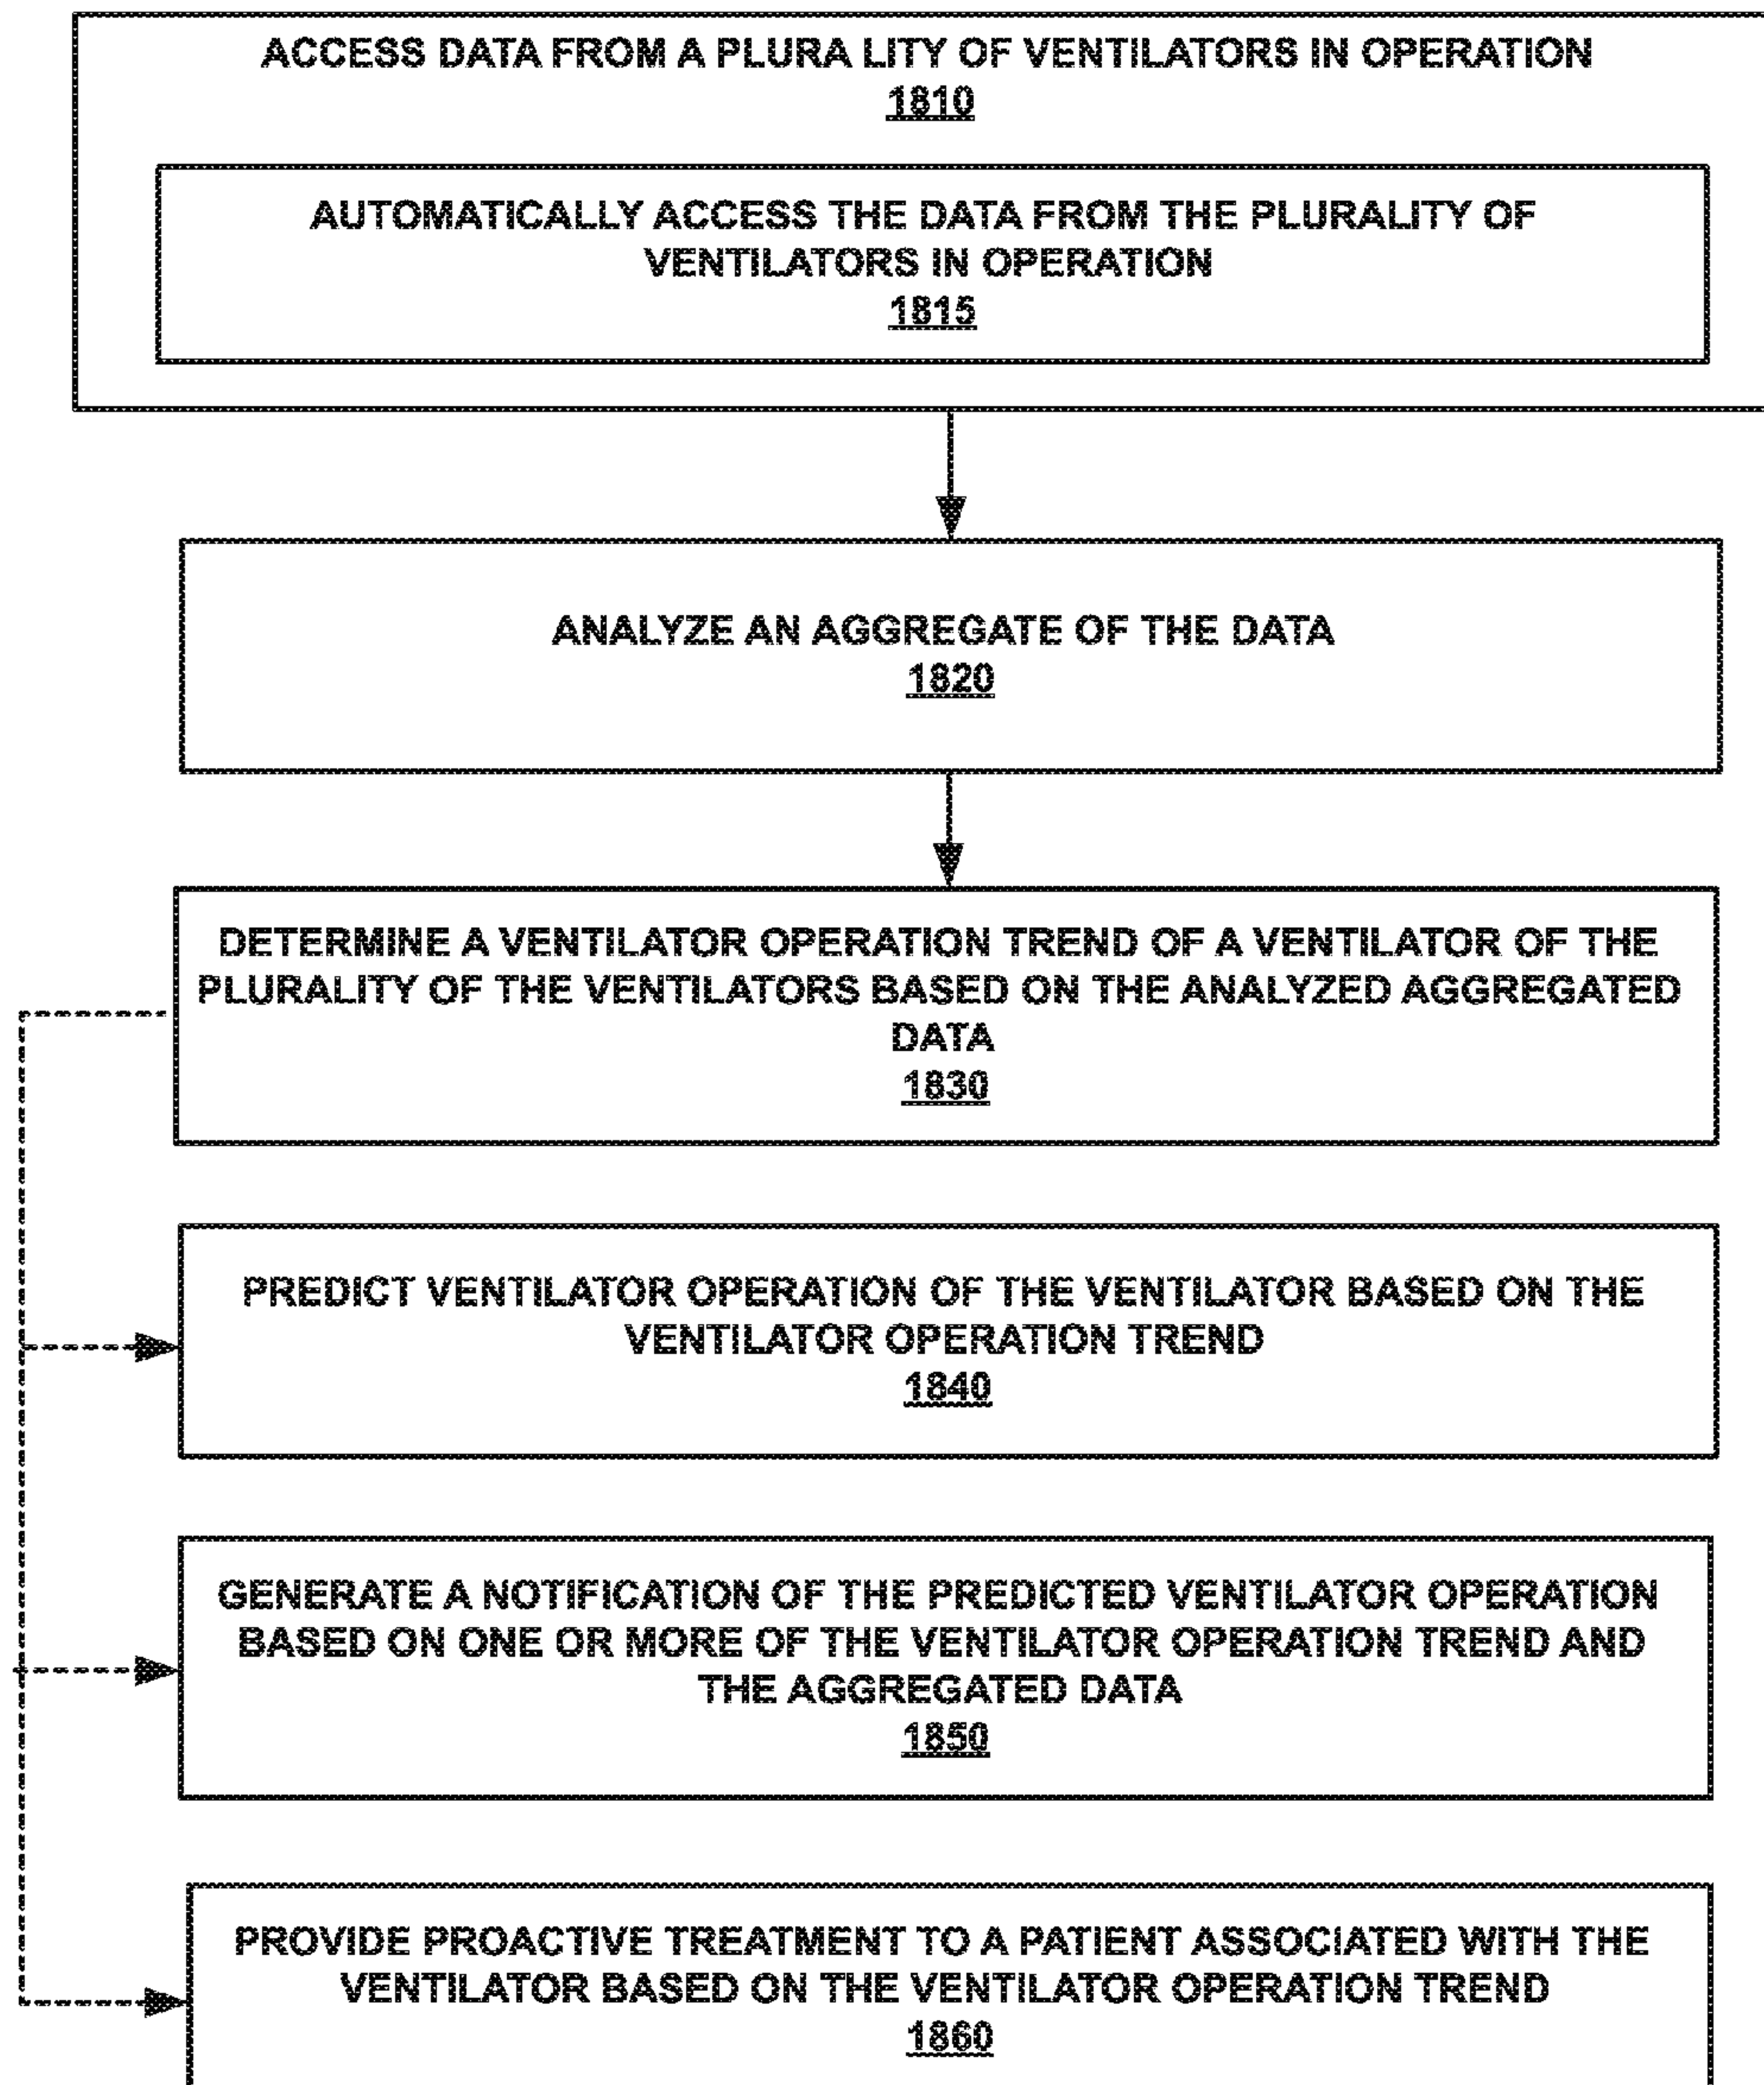 ACCESS DATA FROM A PLURA LITY OF VENTILATORS IN OPERATION
1810
AUTOMATICALLY ACCESS THE DATA FROM THE PLURALITY OF
VENTILATORS IN OPERATION
1815
ANALYZE AN AGGREGATE OF THE DATA
1820
DETERMINE A VENTILATOR OPERATION TREND OF A VENTILATOR OF THE
PLURALITY OF THE VENTILATORS BASED ON THE ANALYZED AGGREGATED
DATA
1830
PREDICT VENTILATOR OPERATION OF THE VENTILATOR BASED ON THE
VENTILATOR OPERATION TREND
1840
GENERATE A NOTIFICATION OF THE PREDICTED VENTILATOR OPERATION
BASED ON ONE OR MORE OF THE VENTILATOR OPERATION TREND AND
THE AGGREGATED DATA
1850
PROVIDE PROACTIVE TREATMENT TO A PATIENT ASSOCIATED WITH THE
VENTILATOR BASED ON THE VENTILATOR OPERATION TREND
1860